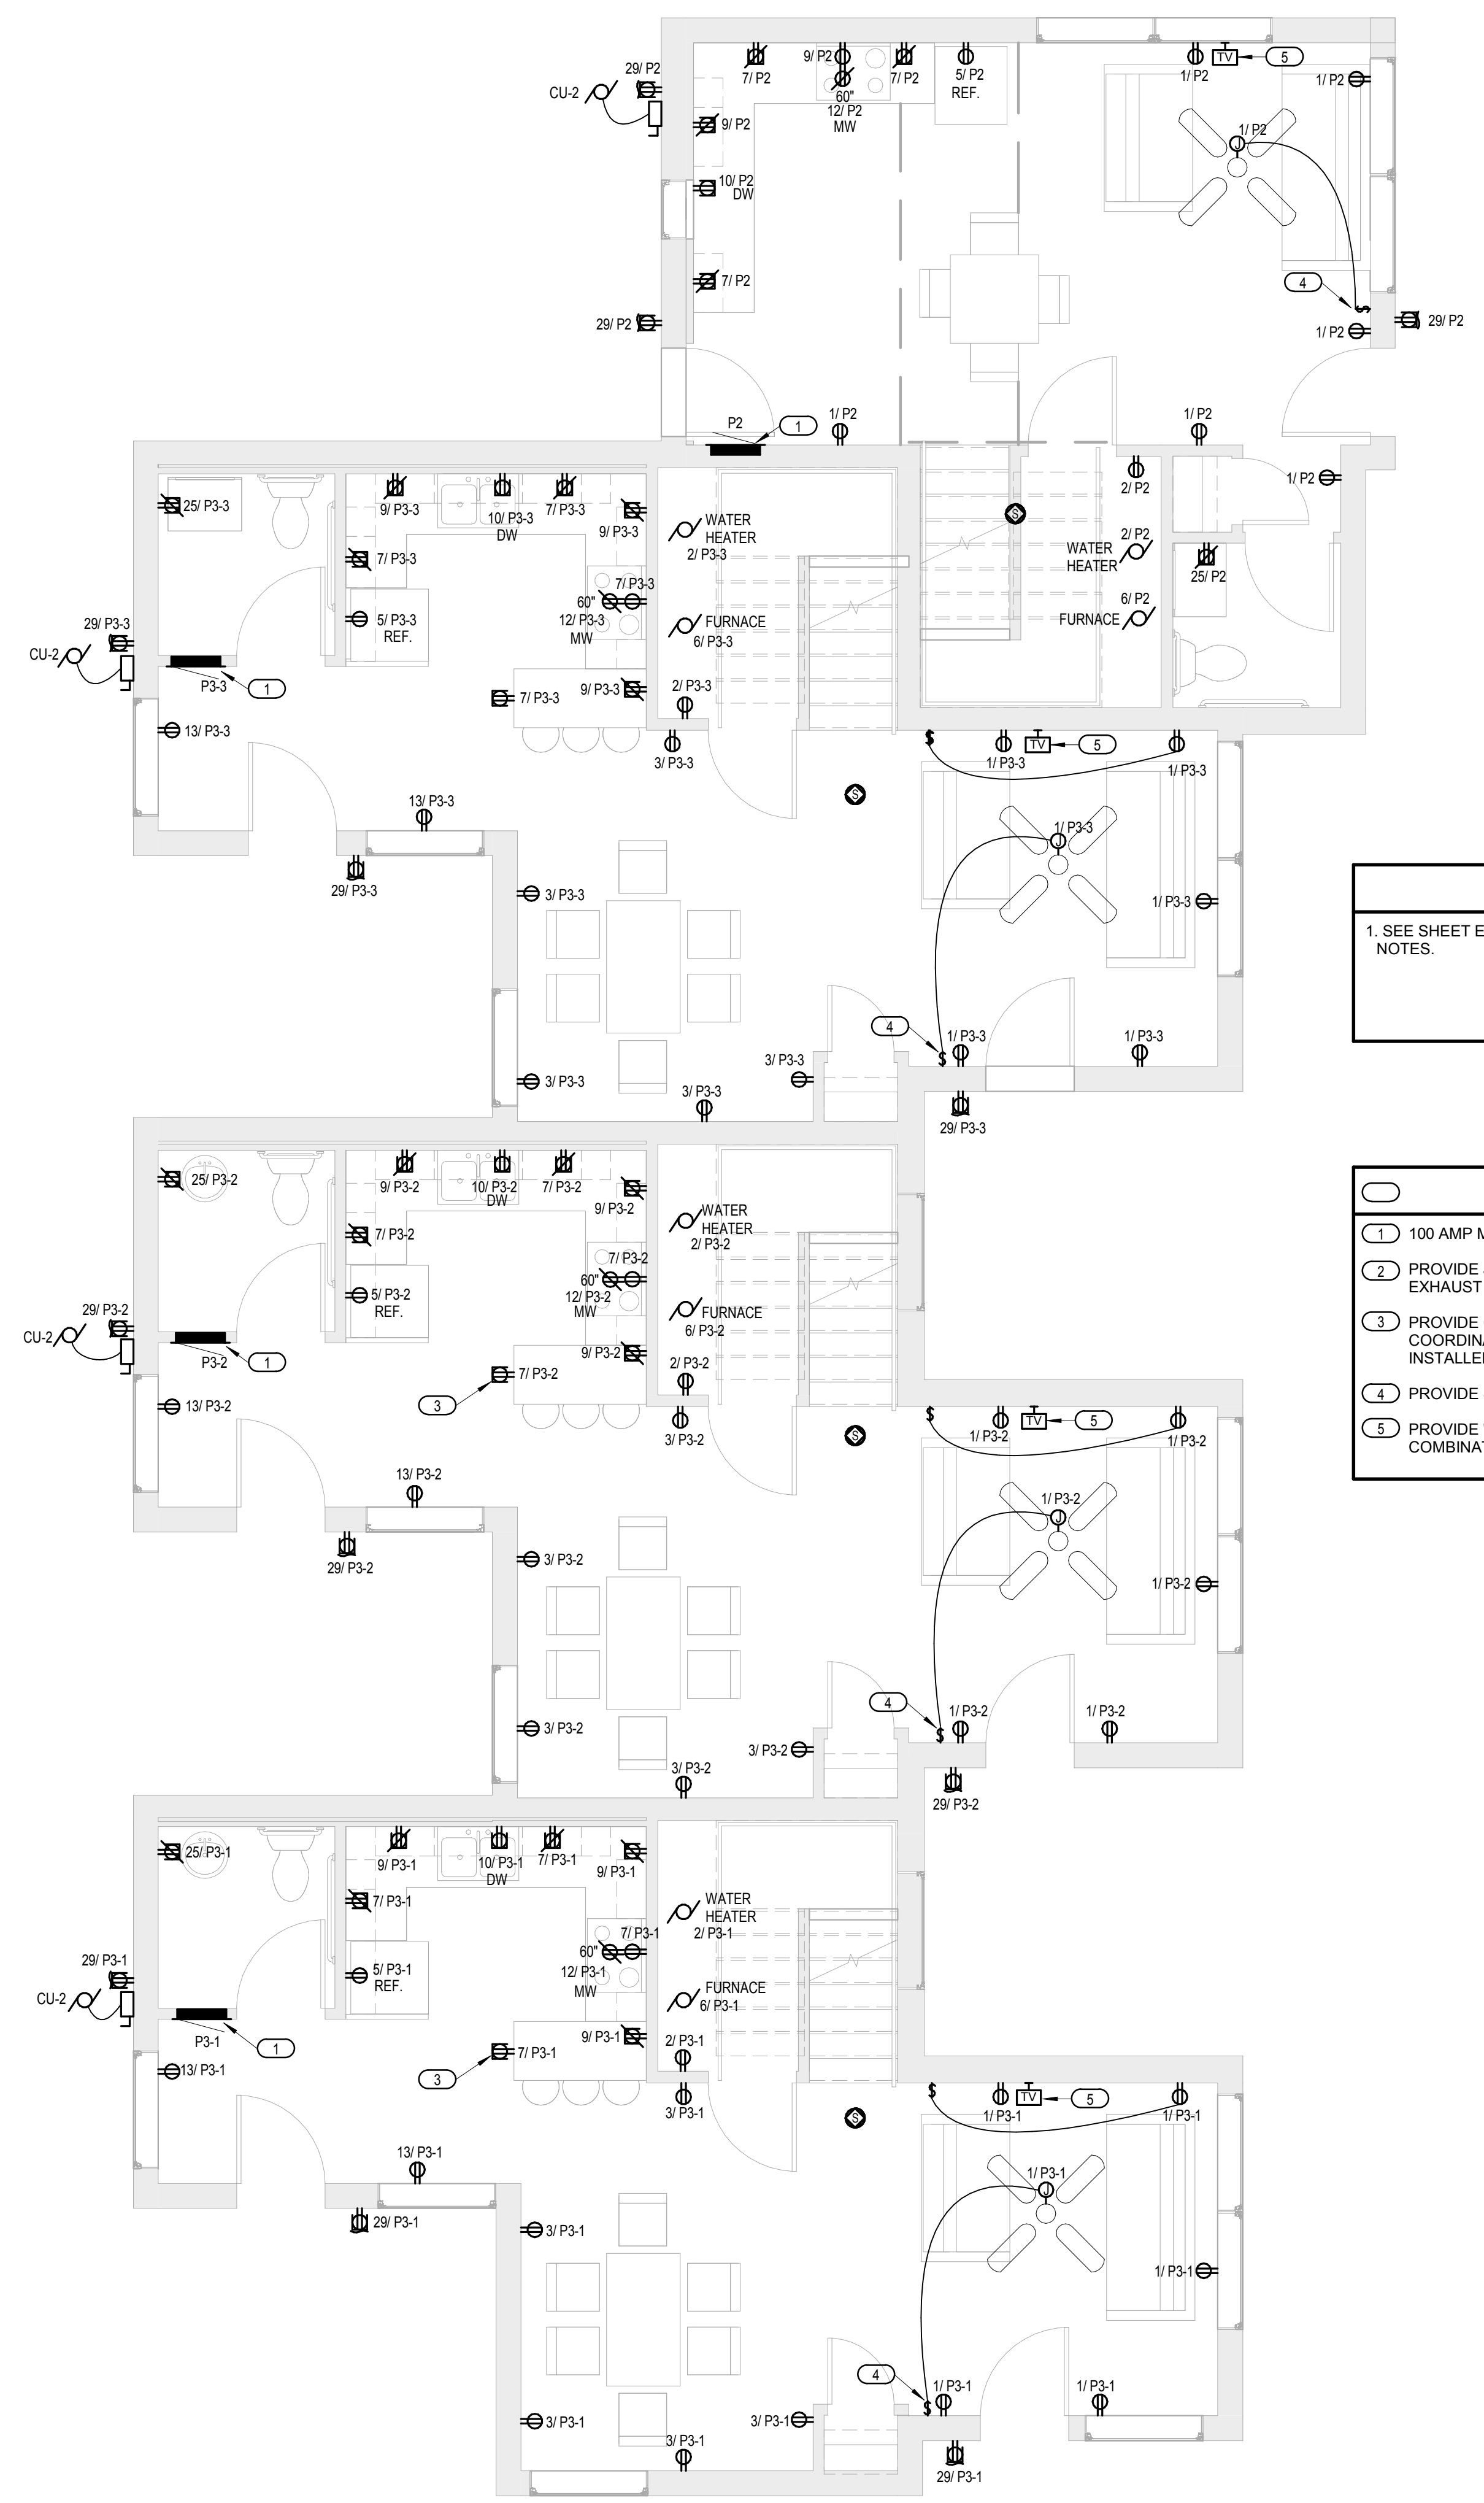 29/ P2
CU-2
7/ P2
9/ P2
7/ P2
5/ P2
REF.
60"
12/ P2
MW
1/ P2
TV
5
1/ P2
9/ P2
1/ P2
10/ P2
DW
7/ P2
4
29/ P2
1/ P2
29/ P2
P2
1
1/ P2
1/ P2
2/ P2
1/ P2
25/ P3-3
9/ P3-3
10/ P3-3
DW
7/ P3-3
9/ P3-3
WATER
HEATER
2/ P3-3
S
2/ P2
WATER
HEATER
25/ P2
7/ P3-3
7/ P3-3
60"
12/ P3-3
MW
5/ P3-3
REF.
FURNACE
6/ P3-3
6/ P2
FURNACE
29/ P3-3
CU-2
P3-3
1
7/ P3-3
9/ P3-3
2/ P3-3
13/ P3-3
3/ P3-3
1/ P3-3
TV
5
1/ P3-3
S
13/ P3-3
1/ P3-3
J
29/ P3-3
3/ P3-3
1/ P3-3
1. SEE SHEET E
NOTES.
4
1/ P3-3
1/ P3-3
3/ P3-3
3/ P3-3
3/ P3-3
29/ P3-3
25/ P3-2
9/ P3-2
10/ P3-2
DW
7/ P3-2
9/ P3-2
WATER
HEATER
2/ P3-2
7/ P3-2
7/ P3-2
60"
12/ P3-2
MW
5/ P3-2
REF.
FURNACE
6/ P3-2
29/ P3-2
CU-2
P3-2
1
7/ P3-2
9/ P3-2
2/ P3-2
3
13/ P3-2
3/ P3-2
1/ P3-2
TV
5
1/ P3-2
S
1 100 AMP M
2 PROVIDE
EXHAUST
3 PROVIDE
COORDINA
INSTALLE
4 PROVIDE
5 PROVIDE
COMBINAT
13/ P3-2
1/ P3-2
J
29/ P3-2
3/ P3-2
1/ P3-2
4
1/ P3-2
1/ P3-2
3/ P3-2
3/ P3-2
3/ P3-2
29/ P3-2
25/ P3-1
9/ P3-1
10/ P3-1
DW
7/ P3-1
9/ P3-1
WATER
HEATER
2/ P3-1
7/ P3-1
7/ P3-1
60"
12/ P3-1
MW
5/ P3-1
REF.
FURNACE
6/ P3-1
29/ P3-1
CU-2
P3-1
1
7/ P3-1
9/ P3-1
2/ P3-1
3
13/ P3-1
3/ P3-1
1/ P3-1
TV
5
1/ P3-1
S
13/ P3-1
1/ P3-1
J
29/ P3-1
3/ P3-1
1/ P3-1
4
1/ P3-1
1/ P3-1
3/ P3-1
3/ P3-1
3/ P3-1
29/ P3-1